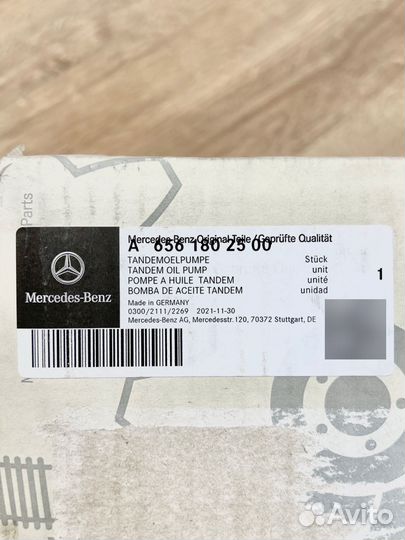 Parts
Mercedes-Benz Original Teile / Geprüfte Qualität
A 656 180 25 00
TANDEMOELPUMPE Stück
TANDEM OIL PUMP unit
POMPE A HUILE TANDEM unité
BOMBA DE ACEITE TANDEM unidad
1
Mercedes-Benz
Made in GERMANY
0300/2111/2269 2021-11-30
Mercedes-Benz AG, Mercedesstr.120, 70372 Stuttgart, DE
Avito